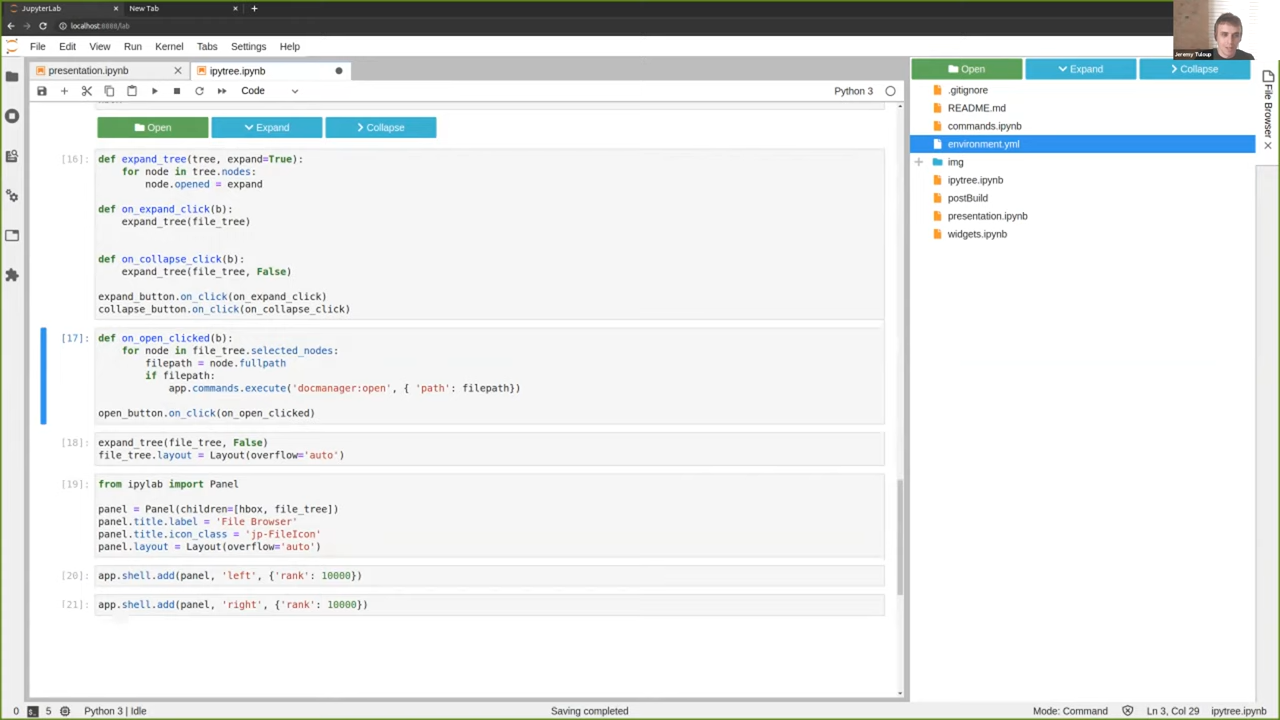 JupyterLab
New Tab
localhost:8888/lab
Jeremy Tuloup
File Edit View Run Kernel Tabs Settings Help
presentation.ipynb
ipytree.ipynb
Code
Python 3
Open
Expand
Collapse
[16]:
def expand_tree(tree, expand=True):
    for node in tree.nodes:
        node.opened = expand
def on_expand_click(b):
    expand_tree(file_tree)
def on_collapse_click(b):
    expand_tree(file_tree, False)
expand_button.on_click(on_expand_click)
collapse_button.on_click(on_collapse_click)
[17]:
def on_open_clicked(b):
    for node in file_tree.selected_nodes:
        filepath = node.fullpath
        if filepath:
            app.commands.execute('docmanager:open', { 'path': filepath})
open_button.on_click(on_open_clicked)
[18]:
expand_tree(file_tree, False)
file_tree.layout = Layout(overflow='auto')
[19]:
from ipylab import Panel
panel = Panel(children=[hbox, file_tree])
panel.title.label = 'File Browser'
panel.title.icon_class = 'jp-FileIcon'
panel.layout = Layout(overflow='auto')
[20]:
app.shell.add(panel, 'left', {'rank': 10000})
[21]:
app.shell.add(panel, 'right', {'rank': 10000})
Open
Expand
Collapse
.gitignore
README.md
commands.ipynb
environment.yml
img
ipytree.ipynb
postBuild
presentation.ipynb
widgets.ipynb
File Browser
0
5
Python 3 | Idle
Saving completed
Mode: Command
Ln 3, Col 29
ipytree.ipynb